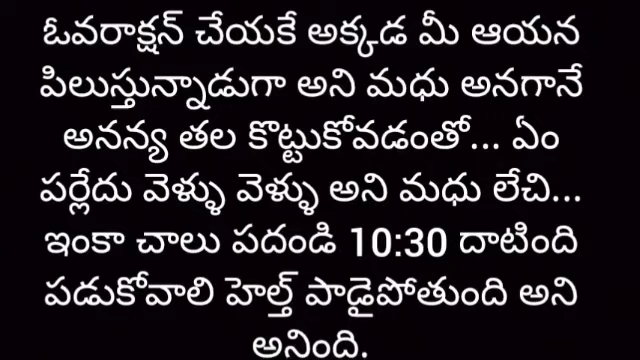 ఓవరాక్షన్ చేయకే అక్కడ మీ ఆయన
పిలుస్తున్నాడుగా అని మధు అనగానే
అనన్య తల కొట్టుకోవడంతో... ఏం
పర్లేదు వెళ్ళు వెళ్ళు అని మధు లేచి...
ఇంకా చాలు పదండి 10:30 దాటింది
పడుకోవాలి హెల్త్ పాడైపోతుంది అని
అనింది.